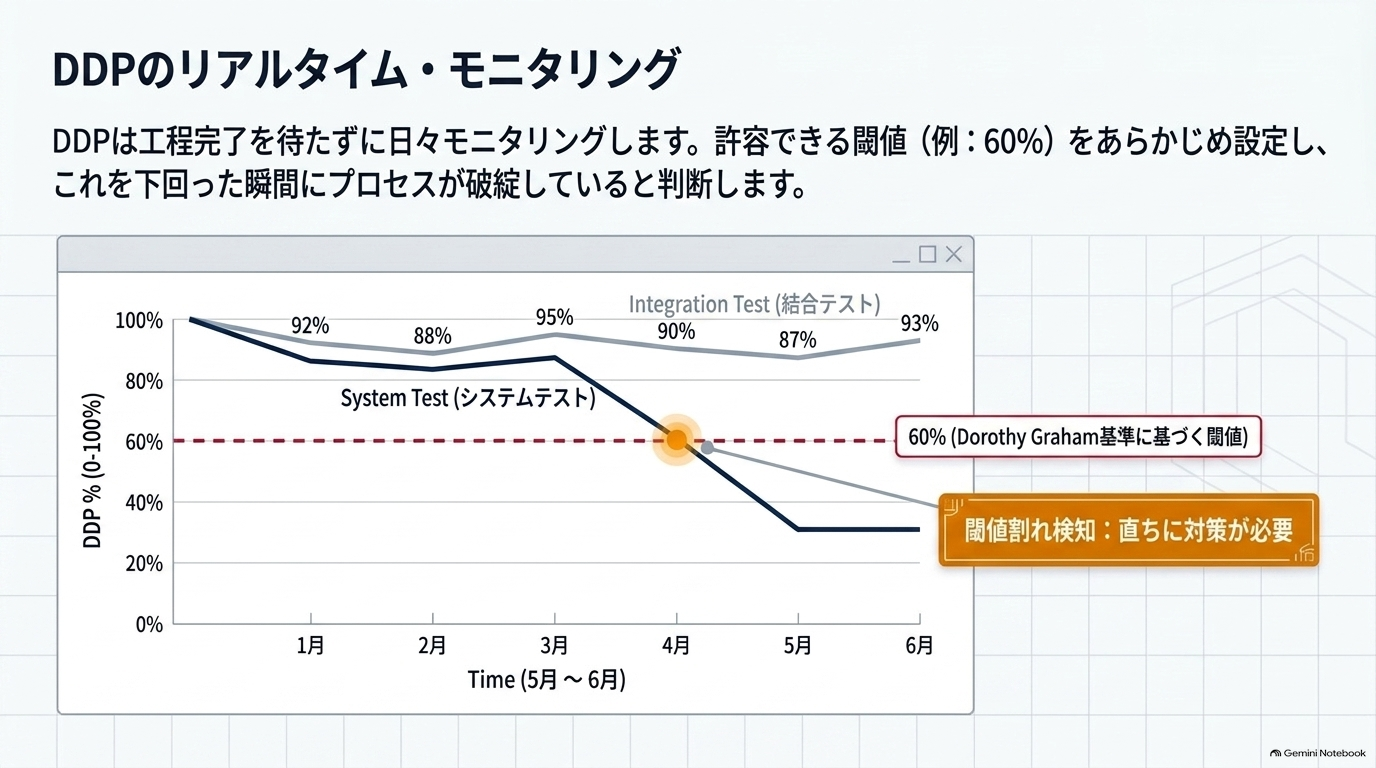 DDPのリアルタイム・モニタリング
DDPは工程完了を待たずに日々モニタリングします。許容できる閾値（例：60%）をあらかじめ設定し、
これを下回った瞬間にプロセスが破綻していると判断します。
Integration Test (結合テスト)
100%
92%
88%
95%
90%
87%
93%
80%
System Test (システムテスト)
DDP % (0-100%)
60%
60% (Dorothy Graham基準に基づく閾値)
40%
閾値割れ検知：直ちに対策が必要
20%
0%
1月
2月
3月
4月
5月
6月
Time (5月 〜 6月)
Gemini Notebook